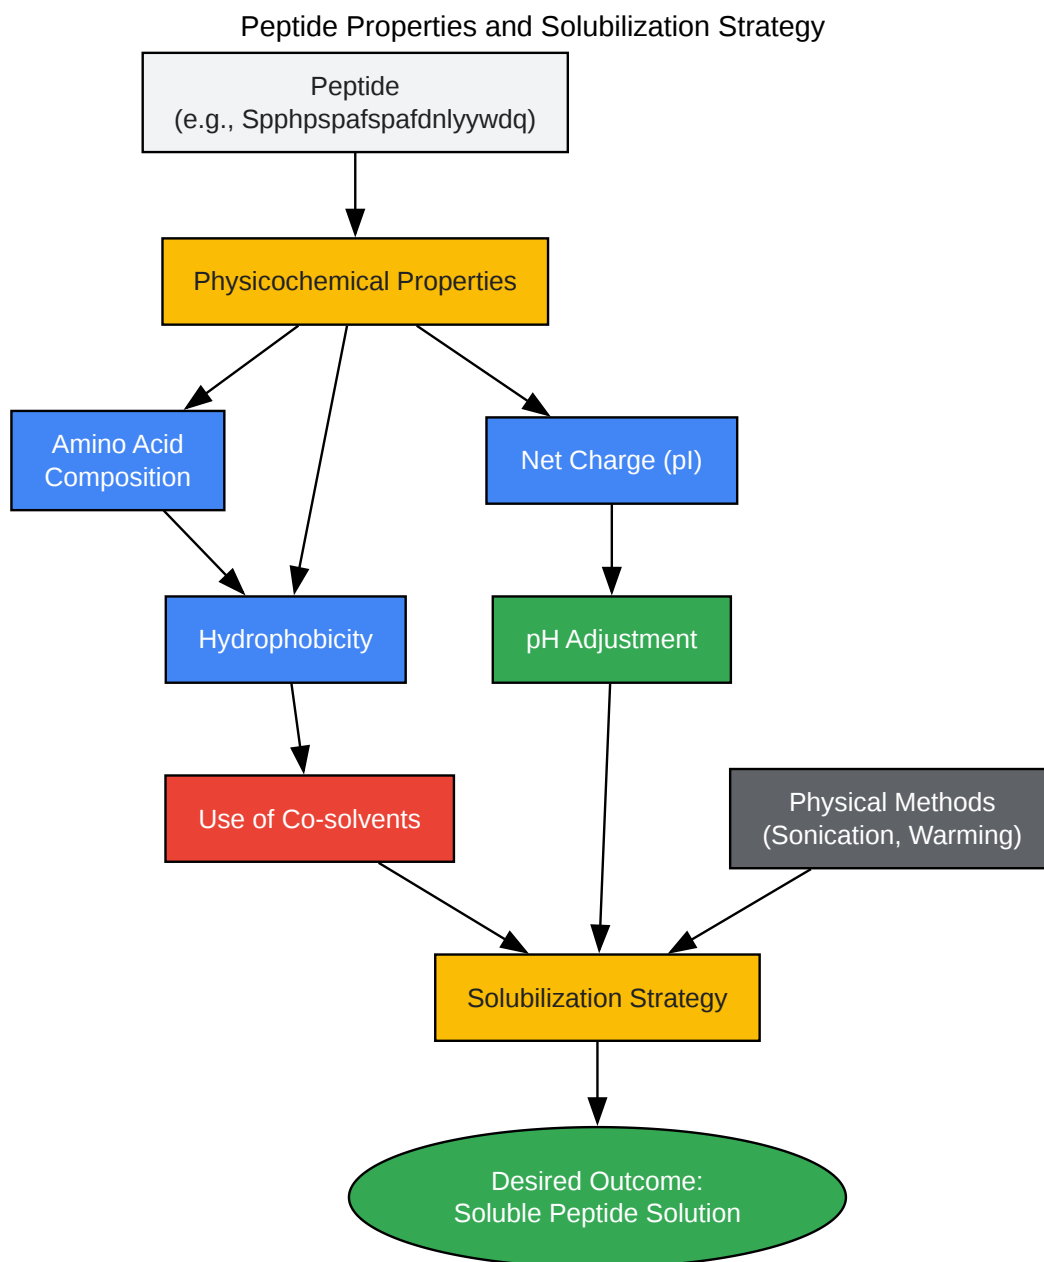 Peptide Properties and Solubilization Strategy
Peptide
(e.g., Spphpspafspafdnlyywdq)
Physicochemical Properties
Amino Acid
Composition
Net Charge (pI)
Hydrophobicity
pH Adjustment
Use of Co-solvents
Physical Methods
(Sonication, Warming)
Solubilization Strategy
Desired Outcome:
Soluble Peptide Solution